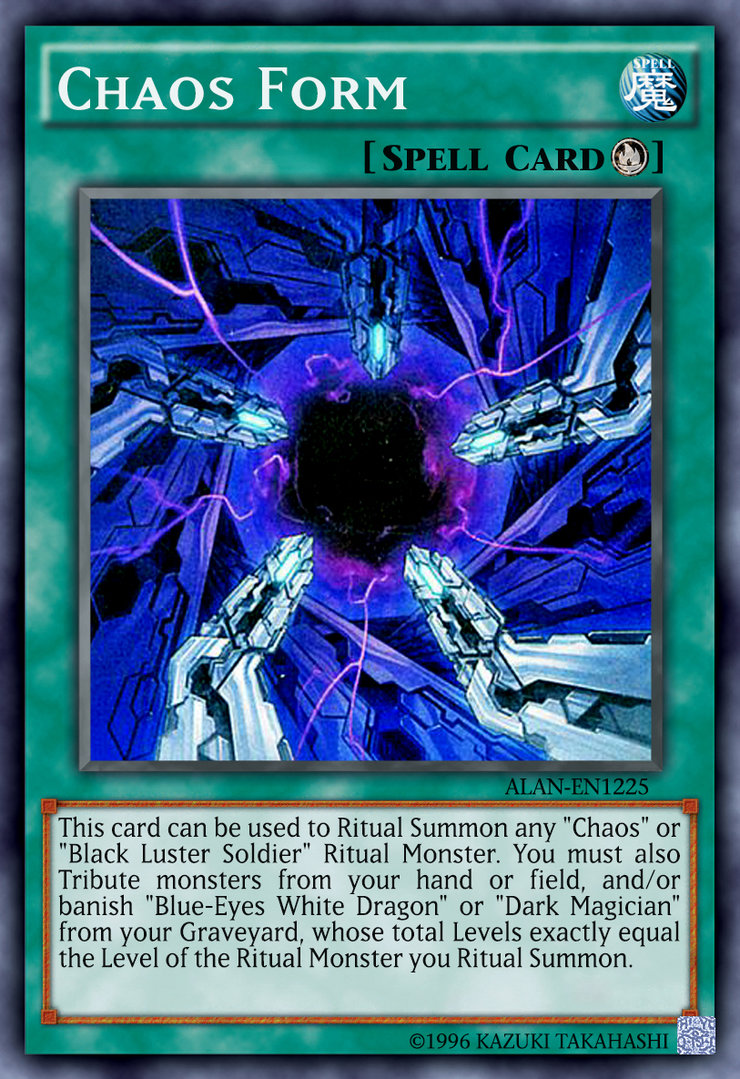 CHAOS FORM
SPELL
魔
[SPELL CARD]
ALAN-EN1225
This card can be used to Ritual Summon any "Chaos" or
"Black Luster Soldier" Ritual Monster. You must also
Tribute monsters from your hand or field, and/or
banish "Blue-Eyes White Dragon" or "Dark Magician"
from your Graveyard, whose total Levels exactly equal
the Level of the Ritual Monster you Ritual Summon.
©1996 KAZUKI TAKAHASHI